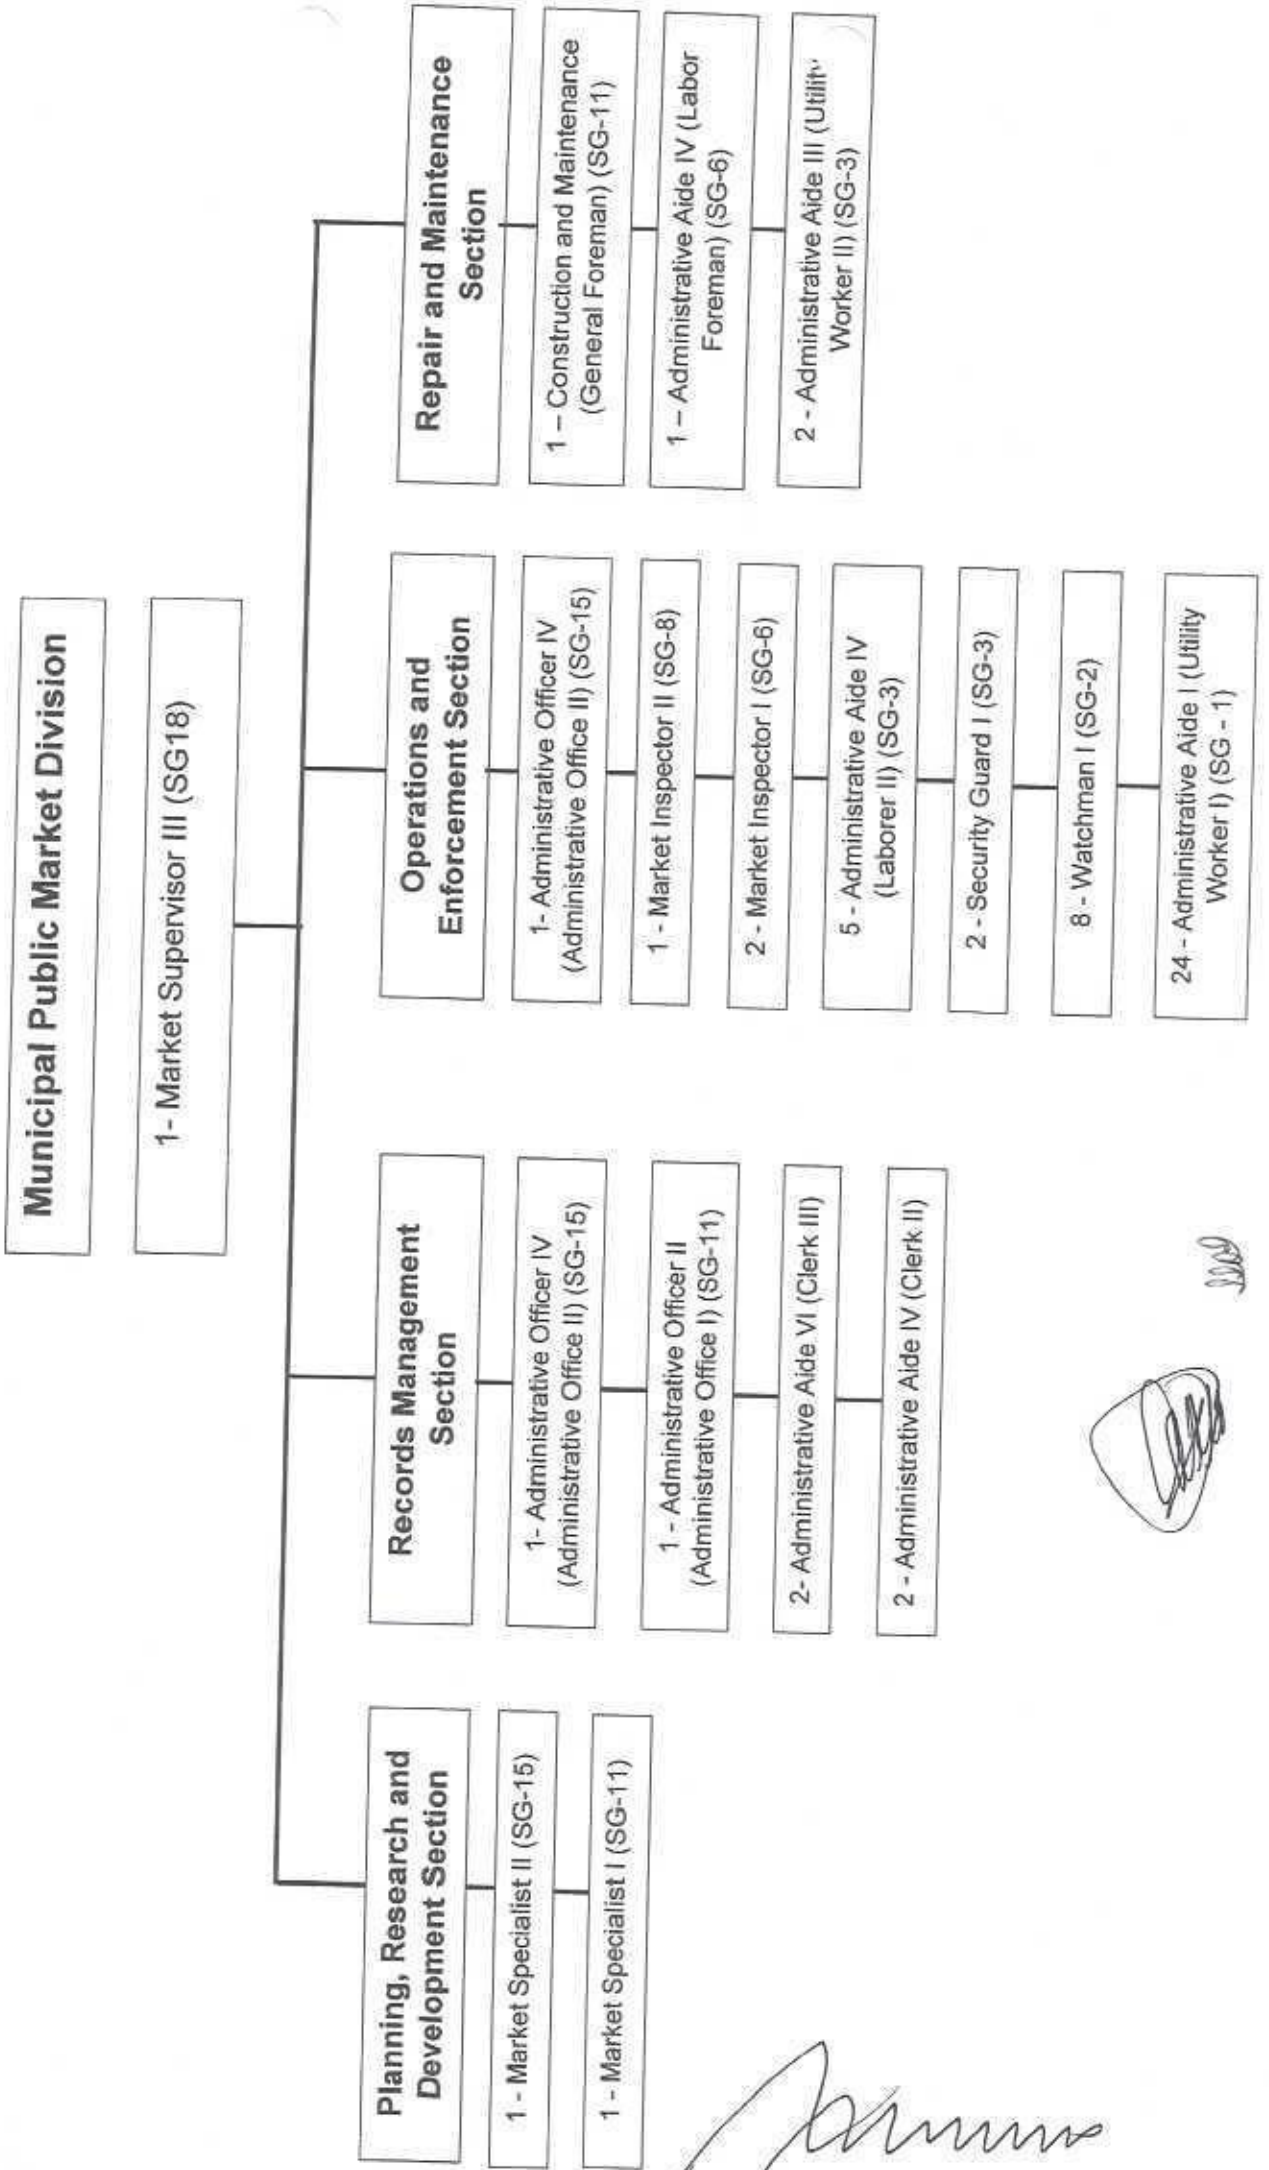 Municipal Public Market Division
1- Market Supervisor III (SG18)
Planning, Research and
Development Section
1 - Market Specialist II (SG-15)
1 - Market Specialist I (SG-11)
Records Management
Section
1- Administrative Officer IV
(Administrative Office II) (SG-15)
1 - Administrative Officer II
(Administrative Office I) (SG-11)
2- Administrative Aide VI (Clerk III)
2 - Administrative Aide IV (Clerk II)
Operations and
Enforcement Section
1- Administrative Officer IV
(Administrative Office II) (SG-15)
1 - Market Inspector II (SG-8)
2 - Market Inspector I (SG-6)
5 - Administrative Aide IV
(Laborer II) (SG-3)
2 - Security Guard I (SG-3)
8 - Watchman I (SG-2)
24 - Administrative Aide I (Utility
Worker I) (SG - 1)
Repair and Maintenance
Section
1 – Construction and Maintenance
(General Foreman) (SG-11)
1 – Administrative Aide IV (Labor
Foreman) (SG-6)
2 - Administrative Aide III (Utility
Worker II) (SG-3)